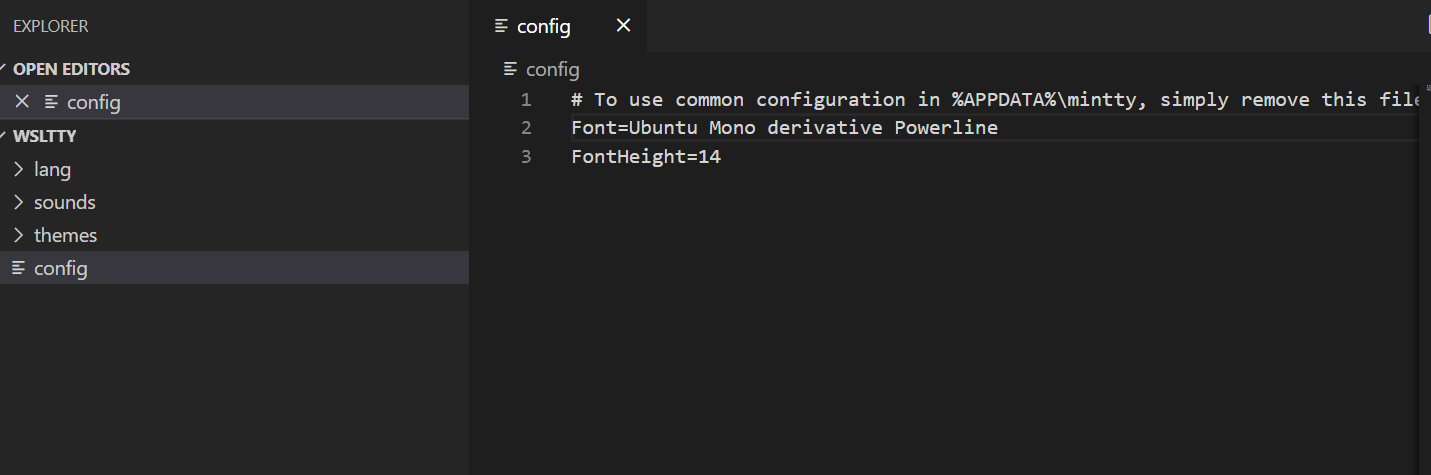 EXPLORER
OPEN EDITORS
config
WSLTTY
lang
sounds
themes
config
config
config
1 # To use common configuration in %APPDATA%\mintty, simply remove this file
2 Font=Ubuntu Mono derivative Powerline
3 FontHeight=14